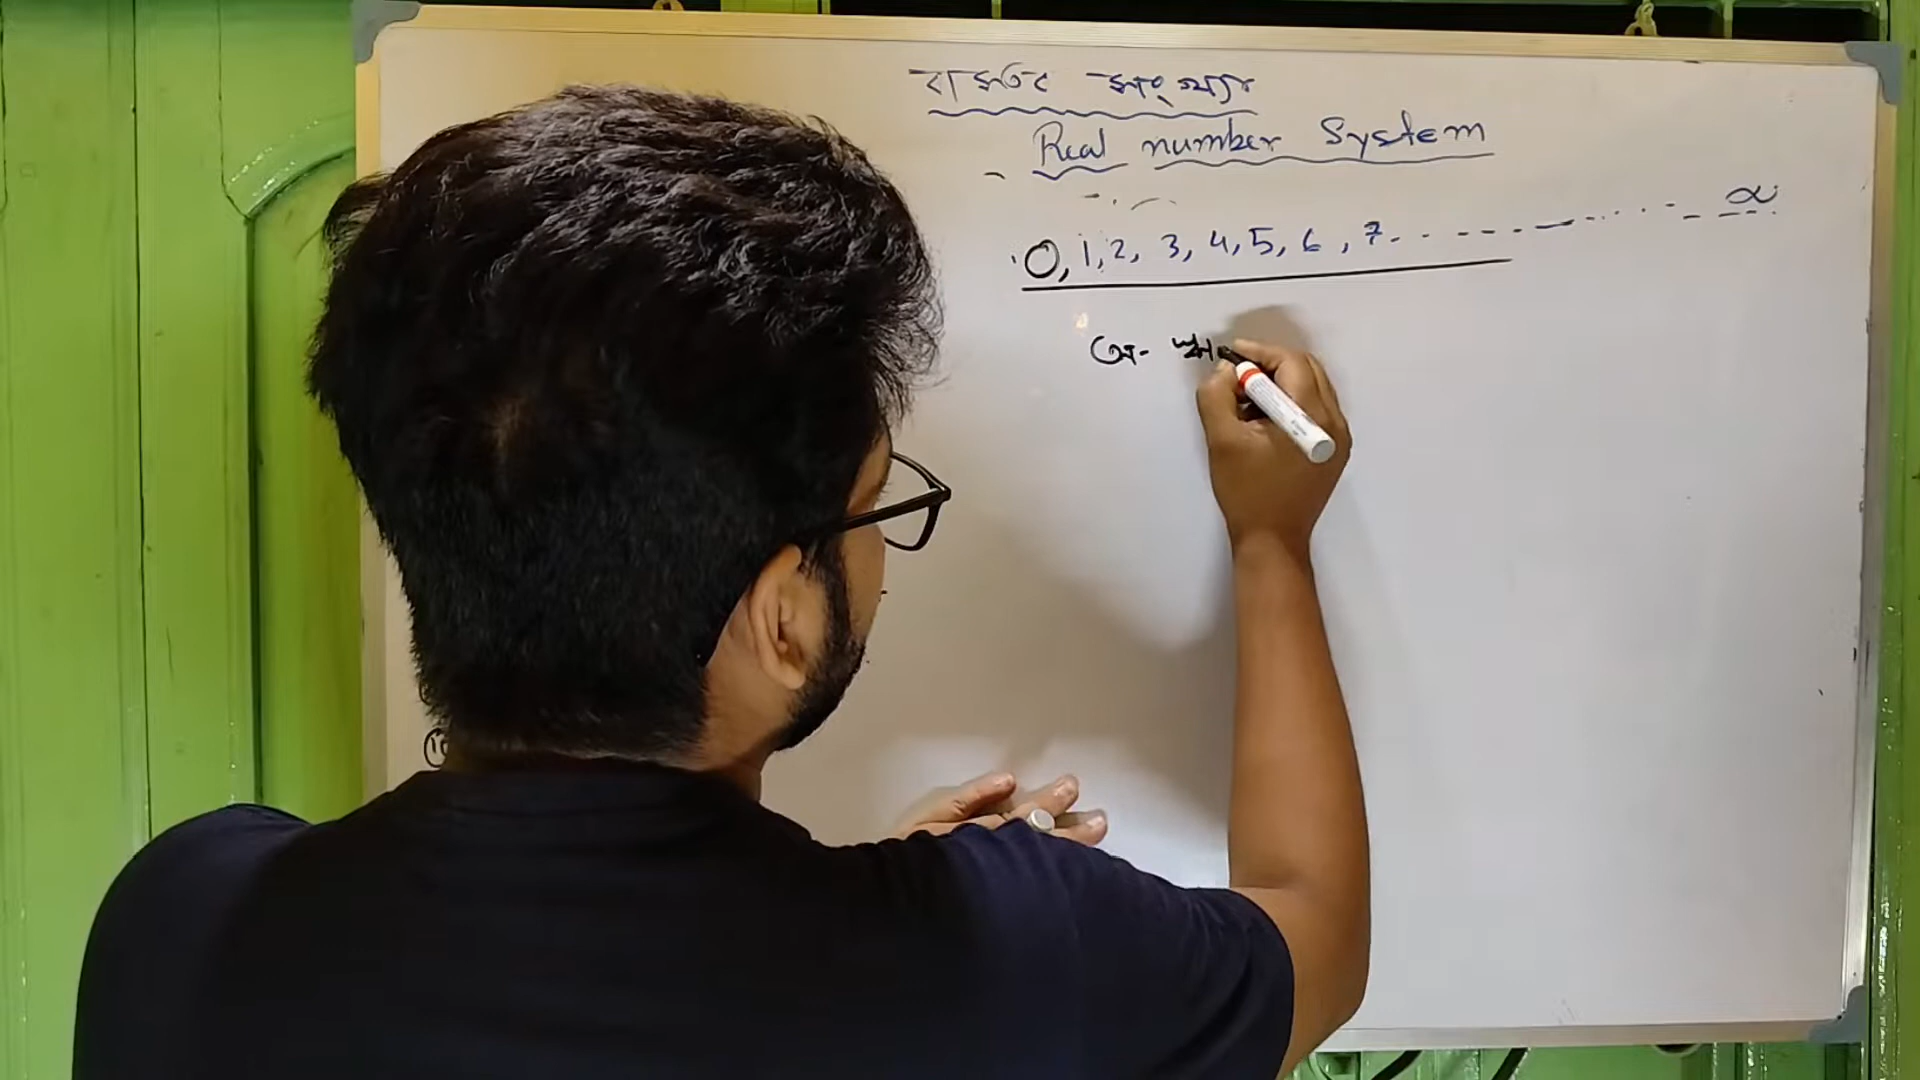 বাস্তব সংখ্যার
Real number System
0, 1, 2, 3, 4, 5, 6, 7. . - - - - . - . . . . . . - - - . ∝
অ-